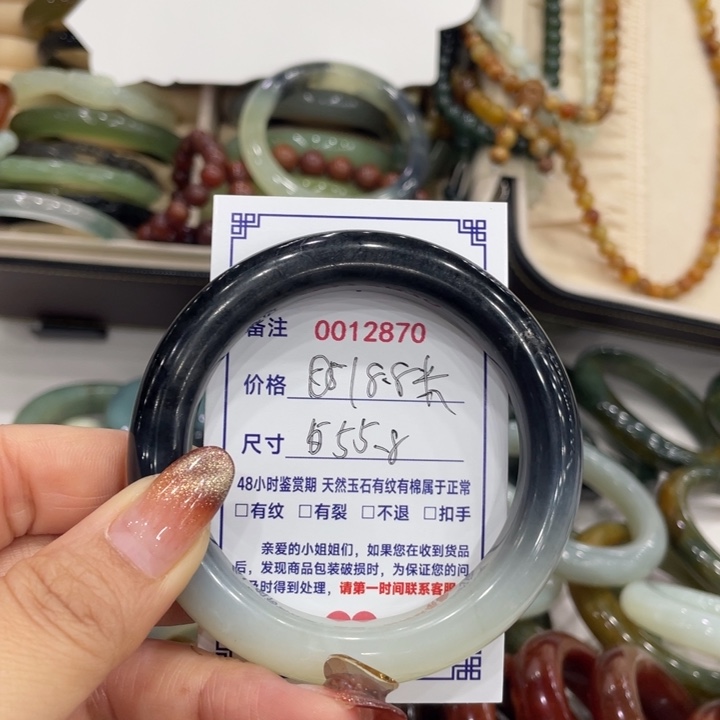 备注 0012870
价格
尺寸 55.8
48小时鉴赏期 天然玉石有纹有棉属于正常
□有纹 □有裂 □不退 □扣手
亲爱的小姐姐们，如果您在收到货品
后，发现商品包装破损时，为保证您的问
及时得到处理，请第一时间联系客服